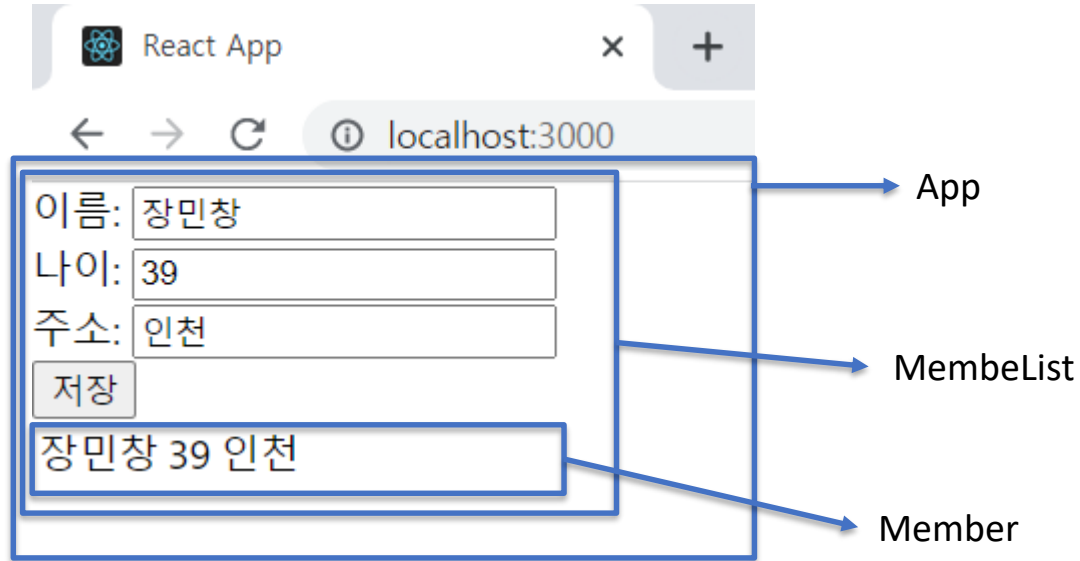 React App
localhost:3000
App
이름: 장민창
나이: 39
주소: 인천
MembeList
저장
장민창 39 인천
Member